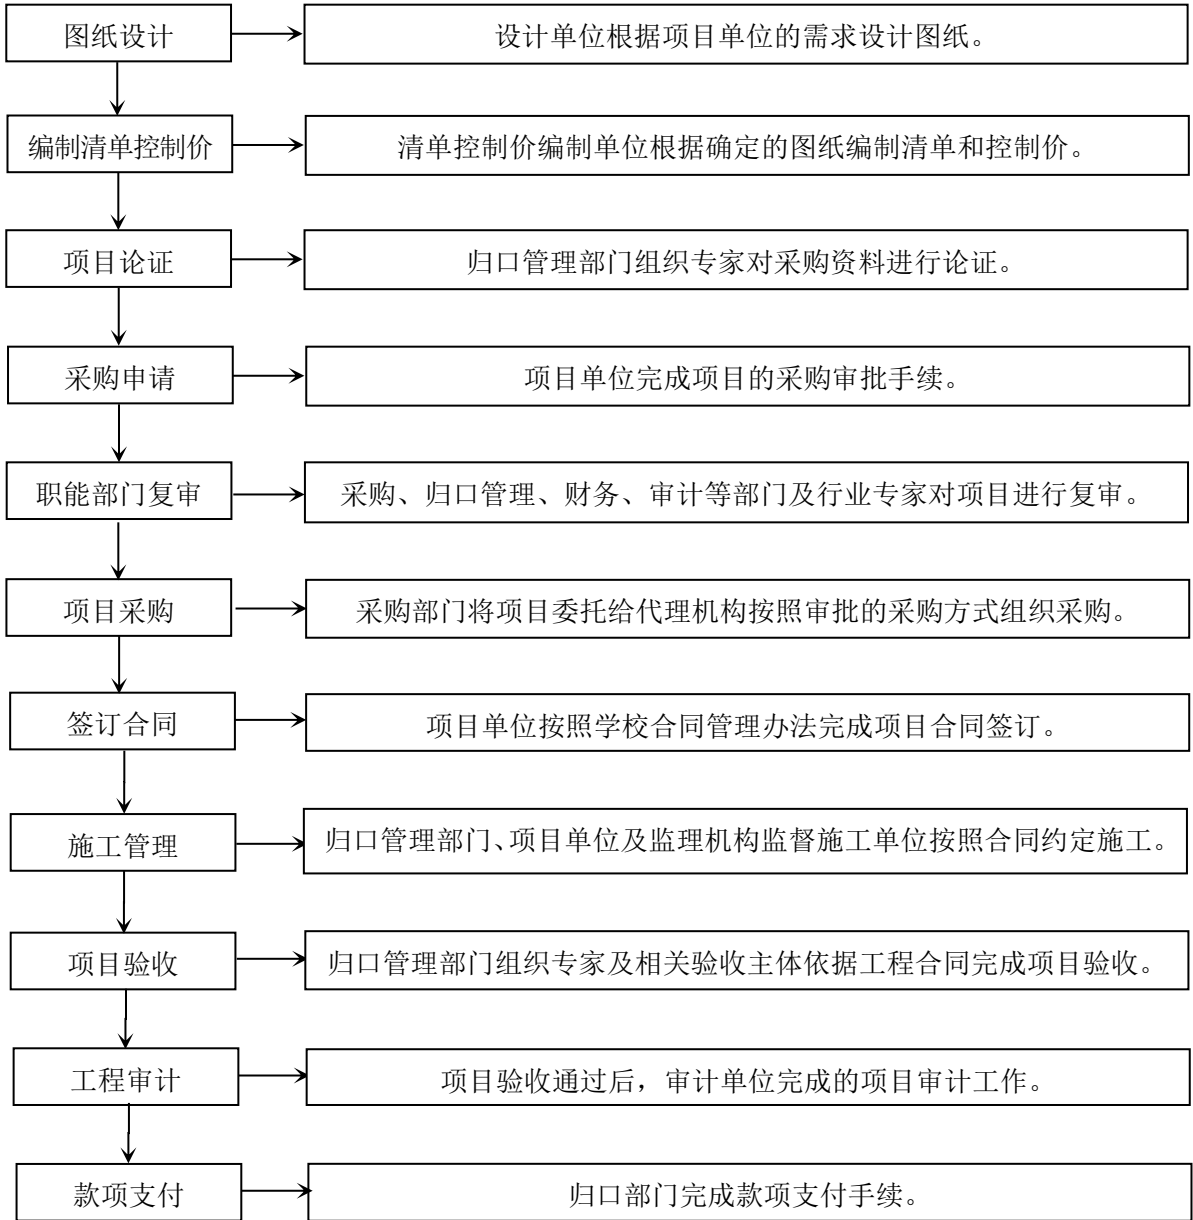 图纸设计
设计单位根据项目单位的需求设计图纸。
编制清单控制价
清单控制价编制单位根据确定的图纸编制清单和控制价。
项目论证
归口管理部门组织专家对采购资料进行论证。
采购申请
项目单位完成项目的采购审批手续。
职能部门复审
采购、归口管理、财务、审计等部门及行业专家对项目进行复审。
项目采购
采购部门将项目委托给代理机构按照审批的采购方式组织采购。
签订合同
项目单位按照学校合同管理办法完成项目合同签订。
施工管理
归口管理部门、项目单位及监理机构监督施工单位按照合同约定施工。
项目验收
归口管理部门组织专家及相关验收主体依据工程合同完成项目验收。
工程审计
项目验收通过后，审计单位完成的项目审计工作。
款项支付
归口部门完成款项支付手续。